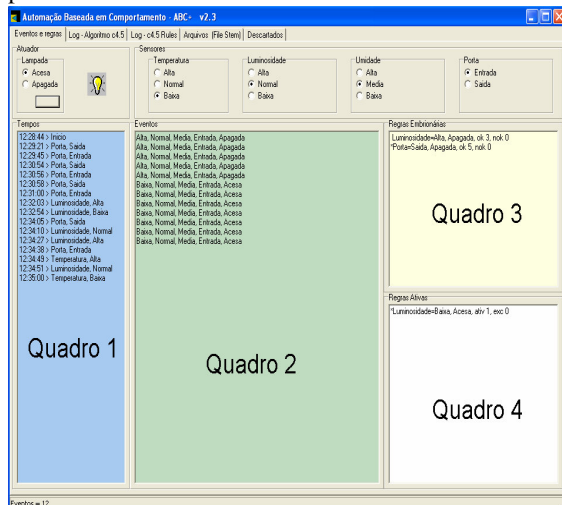 Automação Baseada em Comportamento - ABC+ v2.3
Eventos e regras | Log - Algoritmo c4.5 | Log - c4.5 Rules | Arquivos (File Stem) | Descartados
Atuador
Lampada
Acesa
Apagada
Sensores
Temperatura
Alta
Normal
Baixa
Luminosidade
Alta
Normal
Baixa
Umidade
Alta
Media
Baixa
Porta
Entrada
Saida
Tempos
12:28:44 > Inicio
12:29:21 > Porta, Saida
12:29:45 > Porta, Entrada
12:30:54 > Porta, Saida
12:30:56 > Porta, Entrada
12:30:58 > Porta, Saida
12:31:00 > Porta, Entrada
12:32:03 > Luminosidade, Alta
12:32:54 > Luminosidade, Baixa
12:34:05 > Porta, Saida
12:34:10 > Luminosidade, Normal
12:34:27 > Luminosidade, Alta
12:34:38 > Porta, Entrada
12:34:49 > Temperatura, Alta
12:34:51 > Luminosidade, Normal
12:35:00 > Temperatura, Baixa
Quadro 1
Eventos
Alta, Normal, Media, Entrada, Apagada
Alta, Normal, Media, Entrada, Apagada
Alta, Normal, Media, Entrada, Apagada
Alta, Normal, Media, Entrada, Apagada
Alta, Normal, Media, Entrada, Apagada
Baixa, Normal, Media, Entrada, Acesa
Baixa, Normal, Media, Entrada, Acesa
Baixa, Normal, Media, Entrada, Acesa
Baixa, Normal, Media, Entrada, Acesa
Baixa, Normal, Media, Entrada, Acesa
Baixa, Normal, Media, Entrada, Acesa
Baixa, Normal, Media, Entrada, Acesa
Quadro 2
Regras Embrionárias
Luminosidade=Alta, Apagada, ok 3, nok 0
*Porta=Saida, Apagada, ok 5, nok 0
Quadro 3
Regras Ativas
*Luminosidade=Baixa, Acesa, ativ 1, exc 0
Quadro 4
Eventos = 12